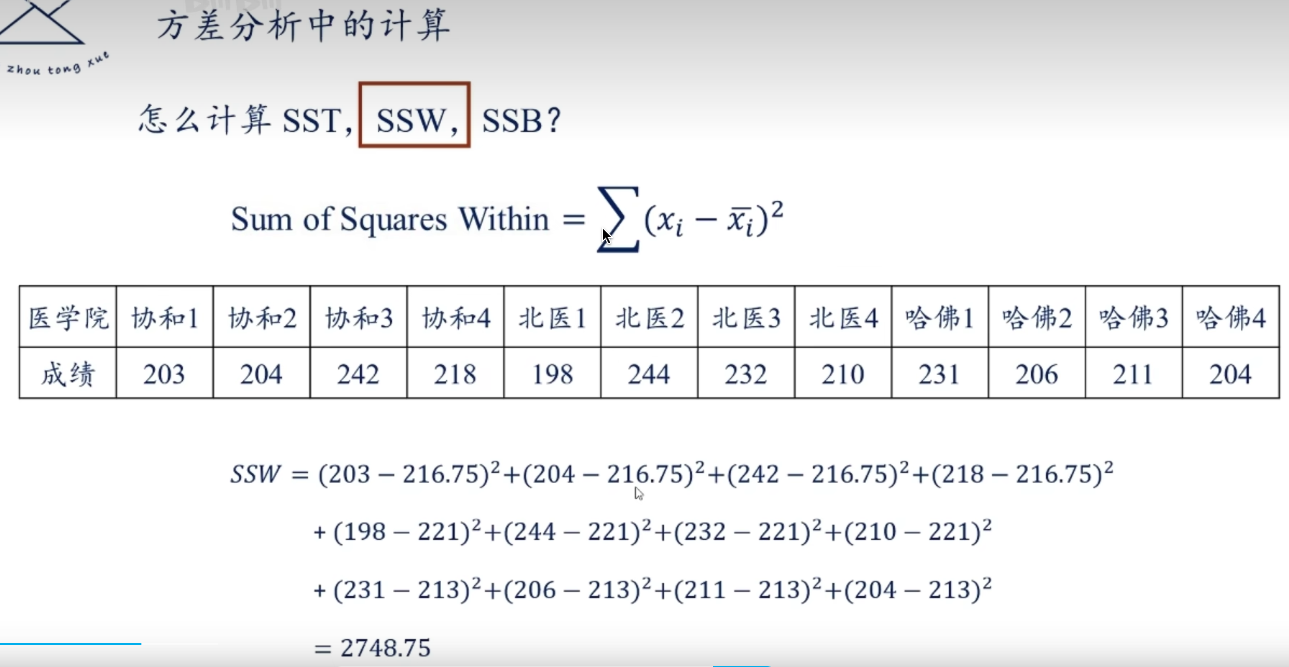 方差分析中的计算
zhou tong xue
怎么计算 SST, SSW, SSB?
Sum of Squares Within = ∑(xᵢ − x̅ᵢ)²
医学院 协和1 协和2 协和3 协和4 北医1 北医2 北医3 北医4 哈佛1 哈佛2 哈佛3 哈佛4
成绩 203 204 242 218 198 244 232 210 231 206 211 204
SSW = (203 − 216.75)²+(204 − 216.75)²+(242 − 216.75)²+(218 − 216.75)²
+ (198 − 221)²+(244 − 221)²+(232 − 221)²+(210 − 221)²
+ (231 − 213)²+(206 − 213)²+(211 − 213)²+(204 − 213)²
= 2748.75